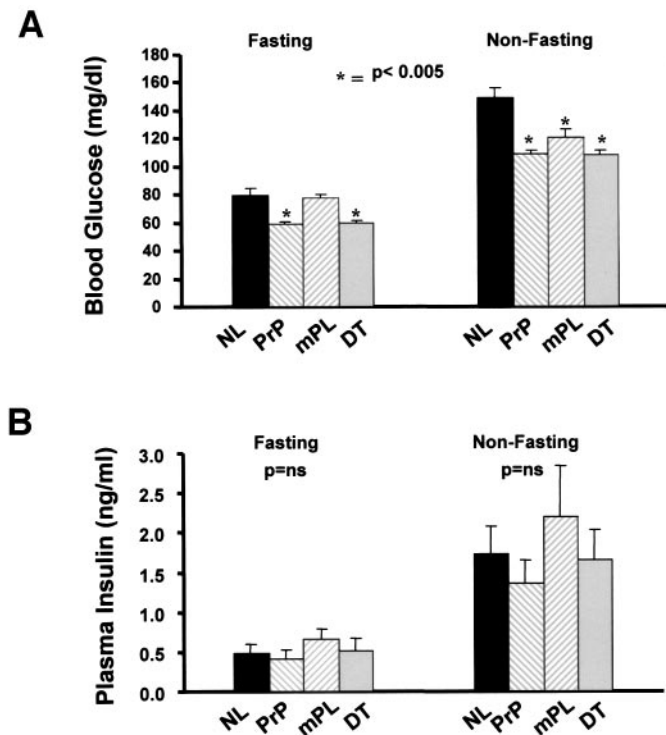 A
Fasting
Non-Fasting
* = p< 0.005
Blood Glucose (mg/dl)
180
160
140
120
100
80
60
40
20
0
* * * * *
NL PrP mPL DT
NL PrP mPL DT
B
Fasting
p=ns
Non-Fasting
p=ns
Plasma Insulin (ng/ml)
3.0
2.5
2.0
1.5
1.0
0.5
0.0
NL PrP mPL DT
NL PrP mPL DT